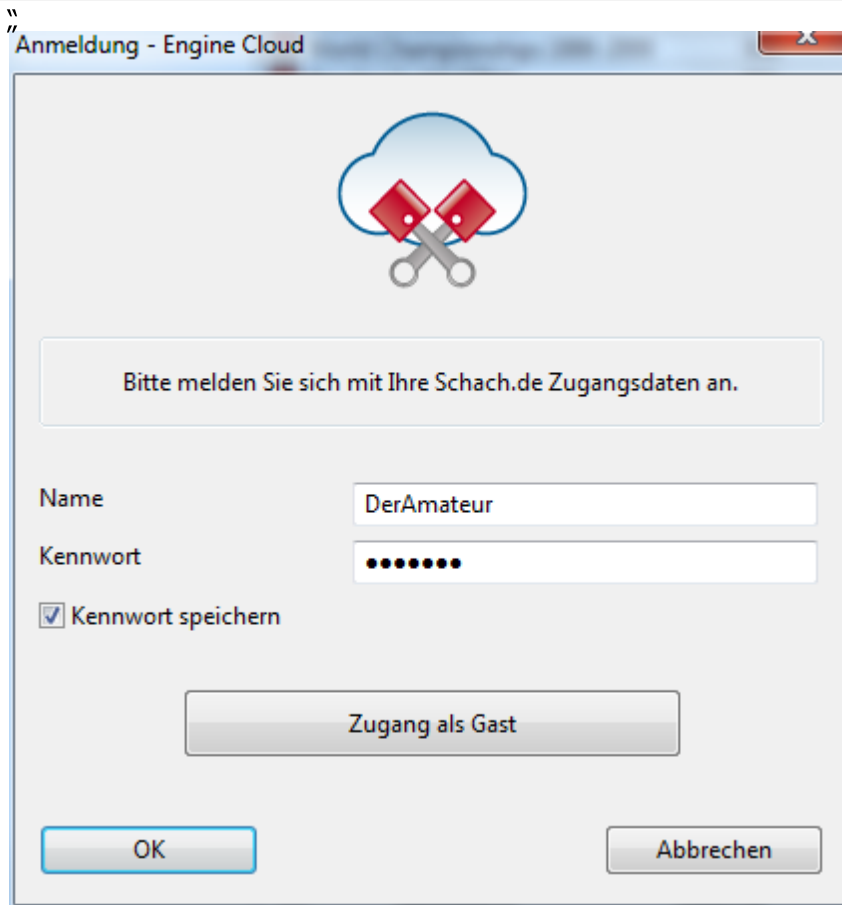 Anmeldung - Engine Cloud
Bitte melden Sie sich mit Ihre Schach.de Zugangsdaten an.
Name
DerAmateur
Kennwort
•••••••
Kennwort speichern
Zugang als Gast
OK
Abbrechen